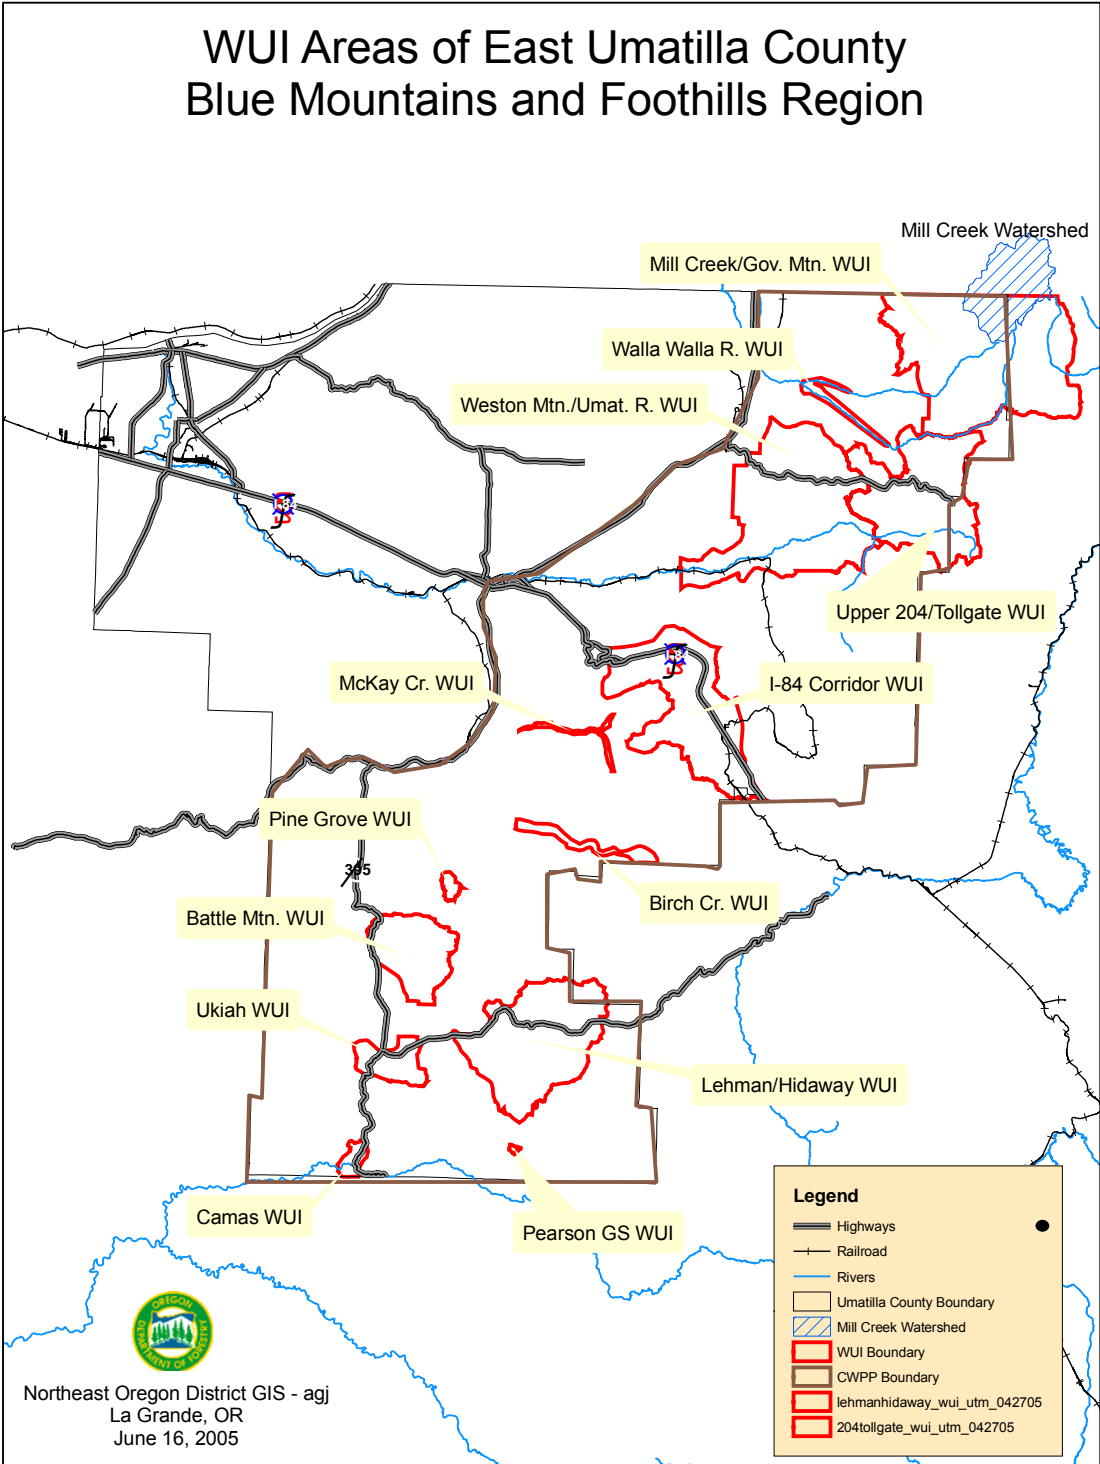 WUI Areas of East Umatilla County
Blue Mountains and Foothills Region
Mill Creek Watershed
Mill Creek/Gov. Mtn. WUI
Walla Walla R. WUI
Weston Mtn./Umat. R. WUI
Upper 204/Tollgate WUI
McKay Cr. WUI
I-84 Corridor WUI
Pine Grove WUI
395
Birch Cr. WUI
Battle Mtn. WUI
Ukiah WUI
Lehman/Hidaway WUI
Camas WUI
Pearson GS WUI
Legend
Highways
Railroad
Rivers
Umatilla County Boundary
Mill Creek Watershed
WUI Boundary
CWPP Boundary
lehmanhidaway_wui_utm_042705
204tollgate_wui_utm_042705
OREGON
DEPARTMENT OF FORESTRY
Northeast Oregon District GIS - agj
La Grande, OR
June 16, 2005